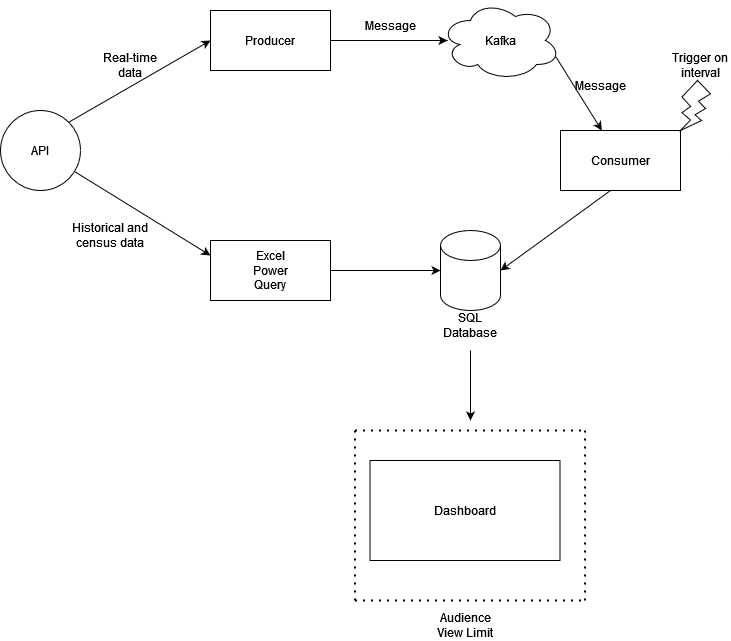 Producer
Message
Kafka
Real-time
data
Trigger on
interval
Message
API
Consumer
Historical and
census data
Excel
Power
Query
SQL
Database
Dashboard
Audience
View Limit